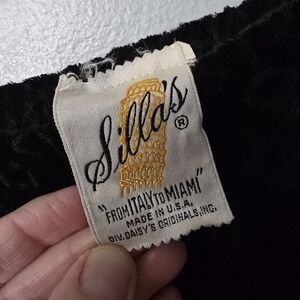 Silla's
®
"FROM ITALY TO MIAMI"
MADE IN U.S.A.
DIV. DAISY'S ORIGINALS, INC.